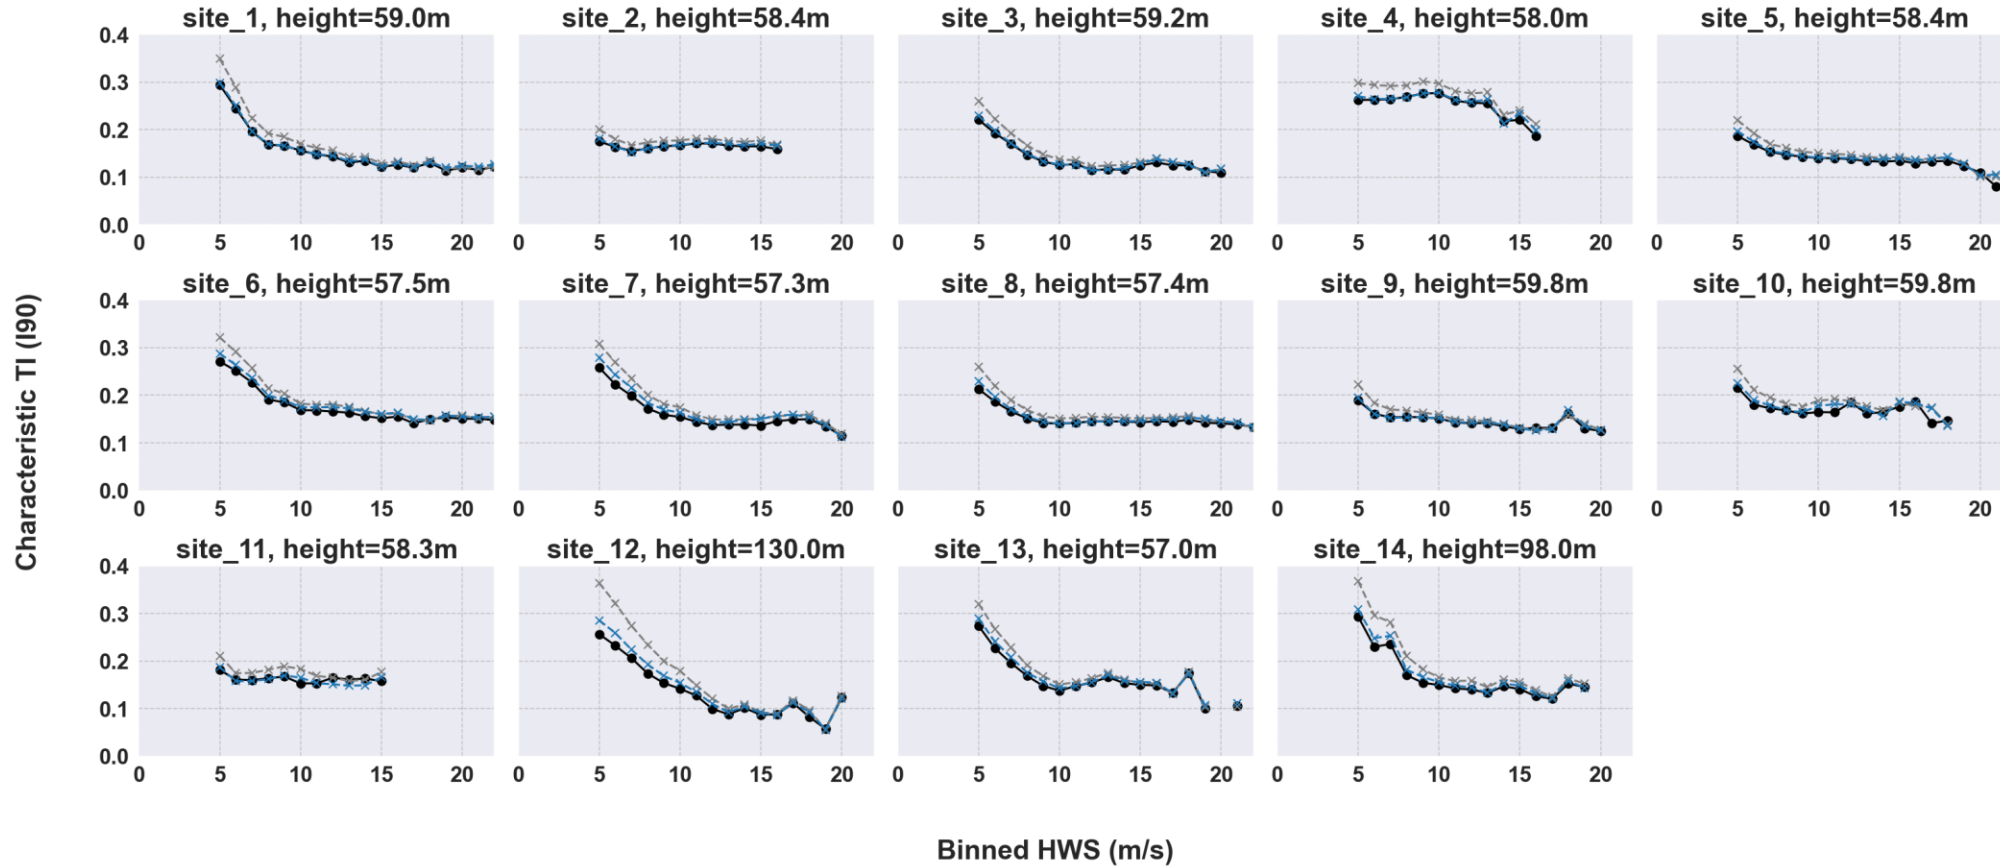 site_1, height=59.0m site_2, height=58.4m site_3, height=59.2m site_4, height=58.0m site_5, height=58.4m
0.4
0.3
0.2
0.1
0.0
0 5 10 15 20 0 5 10 15 20 0 5 10 15 20 0 5 10 15 20 0 5 10 15 20
site_6, height=57.5m site_7, height=57.3m site_8, height=57.4m site_9, height=59.8m site_10, height=59.8m
0.4
0.3
0.2
0.1
0.0
0 5 10 15 20 0 5 10 15 20 0 5 10 15 20 0 5 10 15 20 0 5 10 15 20
site_11, height=58.3m site_12, height=130.0m site_13, height=57.0m site_14, height=98.0m
0.4
0.3
0.2
0.1
0.0
0 5 10 15 20 0 5 10 15 20 0 5 10 15 20 0 5 10 15 20
Characteristic TI (I90)
Binned HWS (m/s)